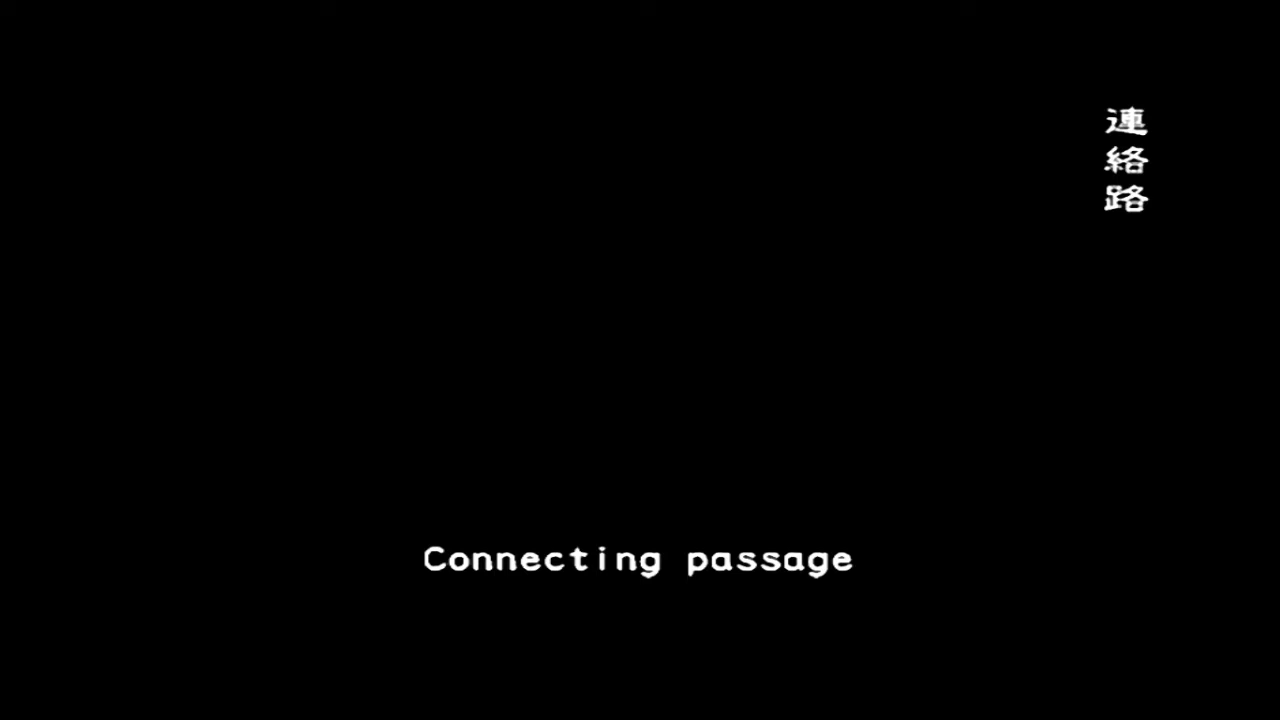 連絡路
Connecting passage